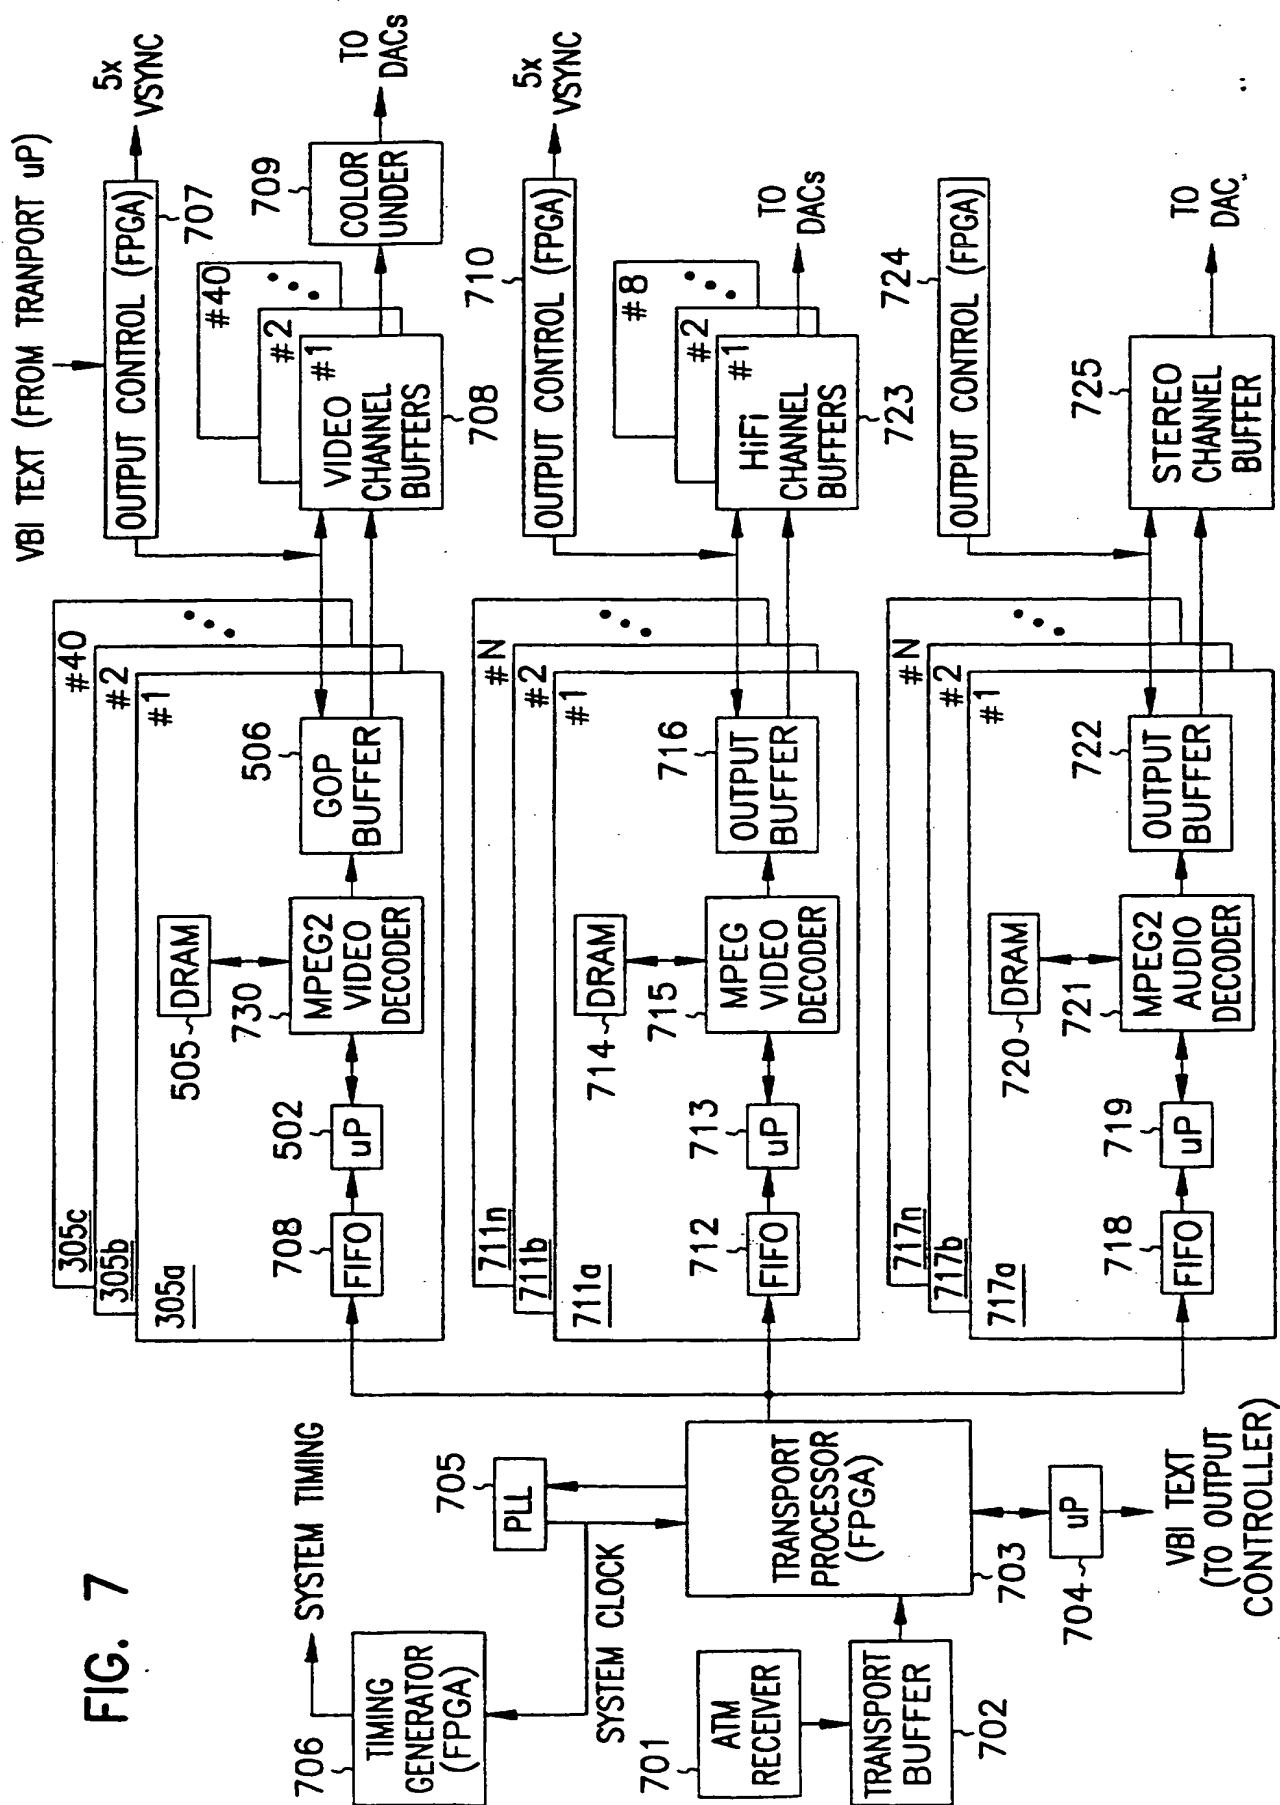 FIG. 7
706
TIMING
GENERATOR
(FPGA)
SYSTEM TIMING
SYSTEM CLOCK
705
PLL
701
ATM
RECEIVER
TRANSPORT
BUFFER
702
TRANSPORT
PROCESSOR
(FPGA)
703
704
uP
VBI TEXT
(TO OUTPUT
CONTROLLER)
305c
305b
305a
#40
#2
#1
708
FIFO
502
uP
505
DRAM
730
MPEG2
VIDEO
DECODER
506
GOP
BUFFER
VBI TEXT (FROM TRANPORT uP)
OUTPUT CONTROL (FPGA)
707
5x
VSYNC
#40
#2
#1
VIDEO
CHANNEL
BUFFERS
708
709
COLOR
UNDER
TO
DACs
711n
711b
711a
#N
#2
#1
712
FIFO
713
uP
714
DRAM
715
MPEG
VIDEO
DECODER
716
OUTPUT
BUFFER
710
OUTPUT CONTROL (FPGA)
5x
VSYNC
#8
#2
#1
HiFi
CHANNEL
BUFFERS
723
TO
DACs
717n
717b
717a
#N
#2
#1
718
FIFO
719
uP
720
DRAM
721
MPEG2
AUDIO
DECODER
722
OUTPUT
BUFFER
724
OUTPUT CONTROL (FPGA)
725
STEREO
CHANNEL
BUFFER
TO
DAC